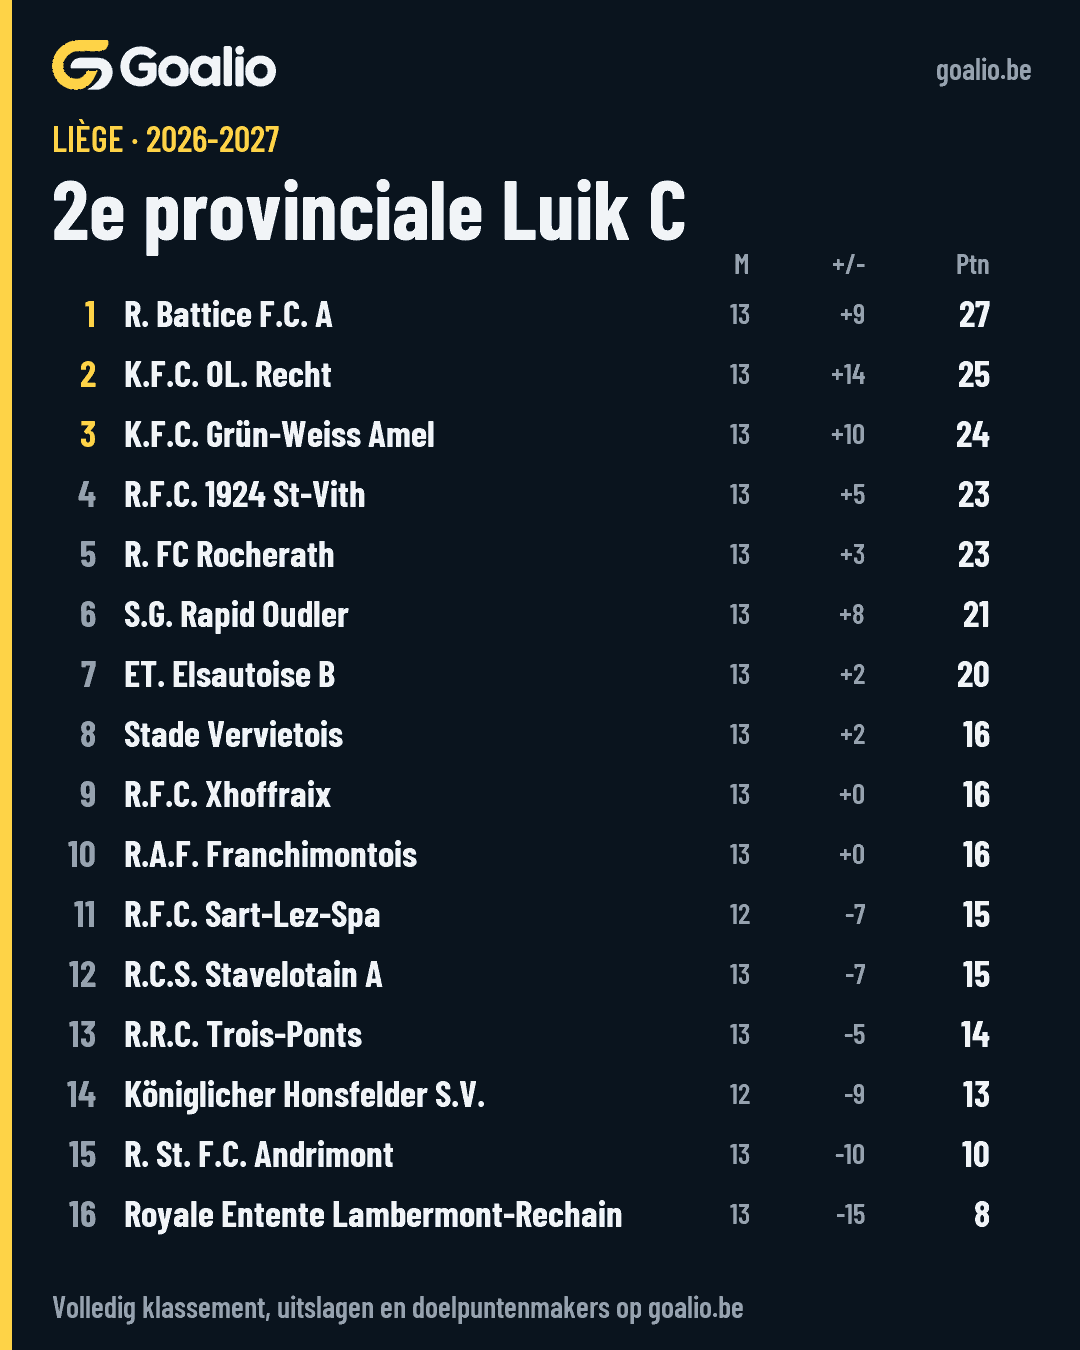 Goalio
goalio.be
LIÈGE · 2026-2027
2e provinciale Luik C
M +/- Ptn
1 R. Battice F.C. A 13 +9 27
2 K.F.C. OL. Recht 13 +14 25
3 K.F.C. Grün-Weiss Amel 13 +10 24
4 R.F.C. 1924 St-Vith 13 +5 23
5 R. FC Rocherath 13 +3 23
6 S.G. Rapid Oudler 13 +8 21
7 ET. Elsautoise B 13 +2 20
8 Stade Vervietois 13 +2 16
9 R.F.C. Xhoffraix 13 +0 16
10 R.A.F. Franchimontois 13 +0 16
11 R.F.C. Sart-Lez-Spa 12 -7 15
12 R.C.S. Stavelotain A 13 -7 15
13 R.R.C. Trois-Ponts 13 -5 14
14 Königlicher Honsfelder S.V. 12 -9 13
15 R. St. F.C. Andrimont 13 -10 10
16 Royale Entente Lambermont-Rechain 13 -15 8
Volledig klassement, uitslagen en doelpuntenmakers op goalio.be